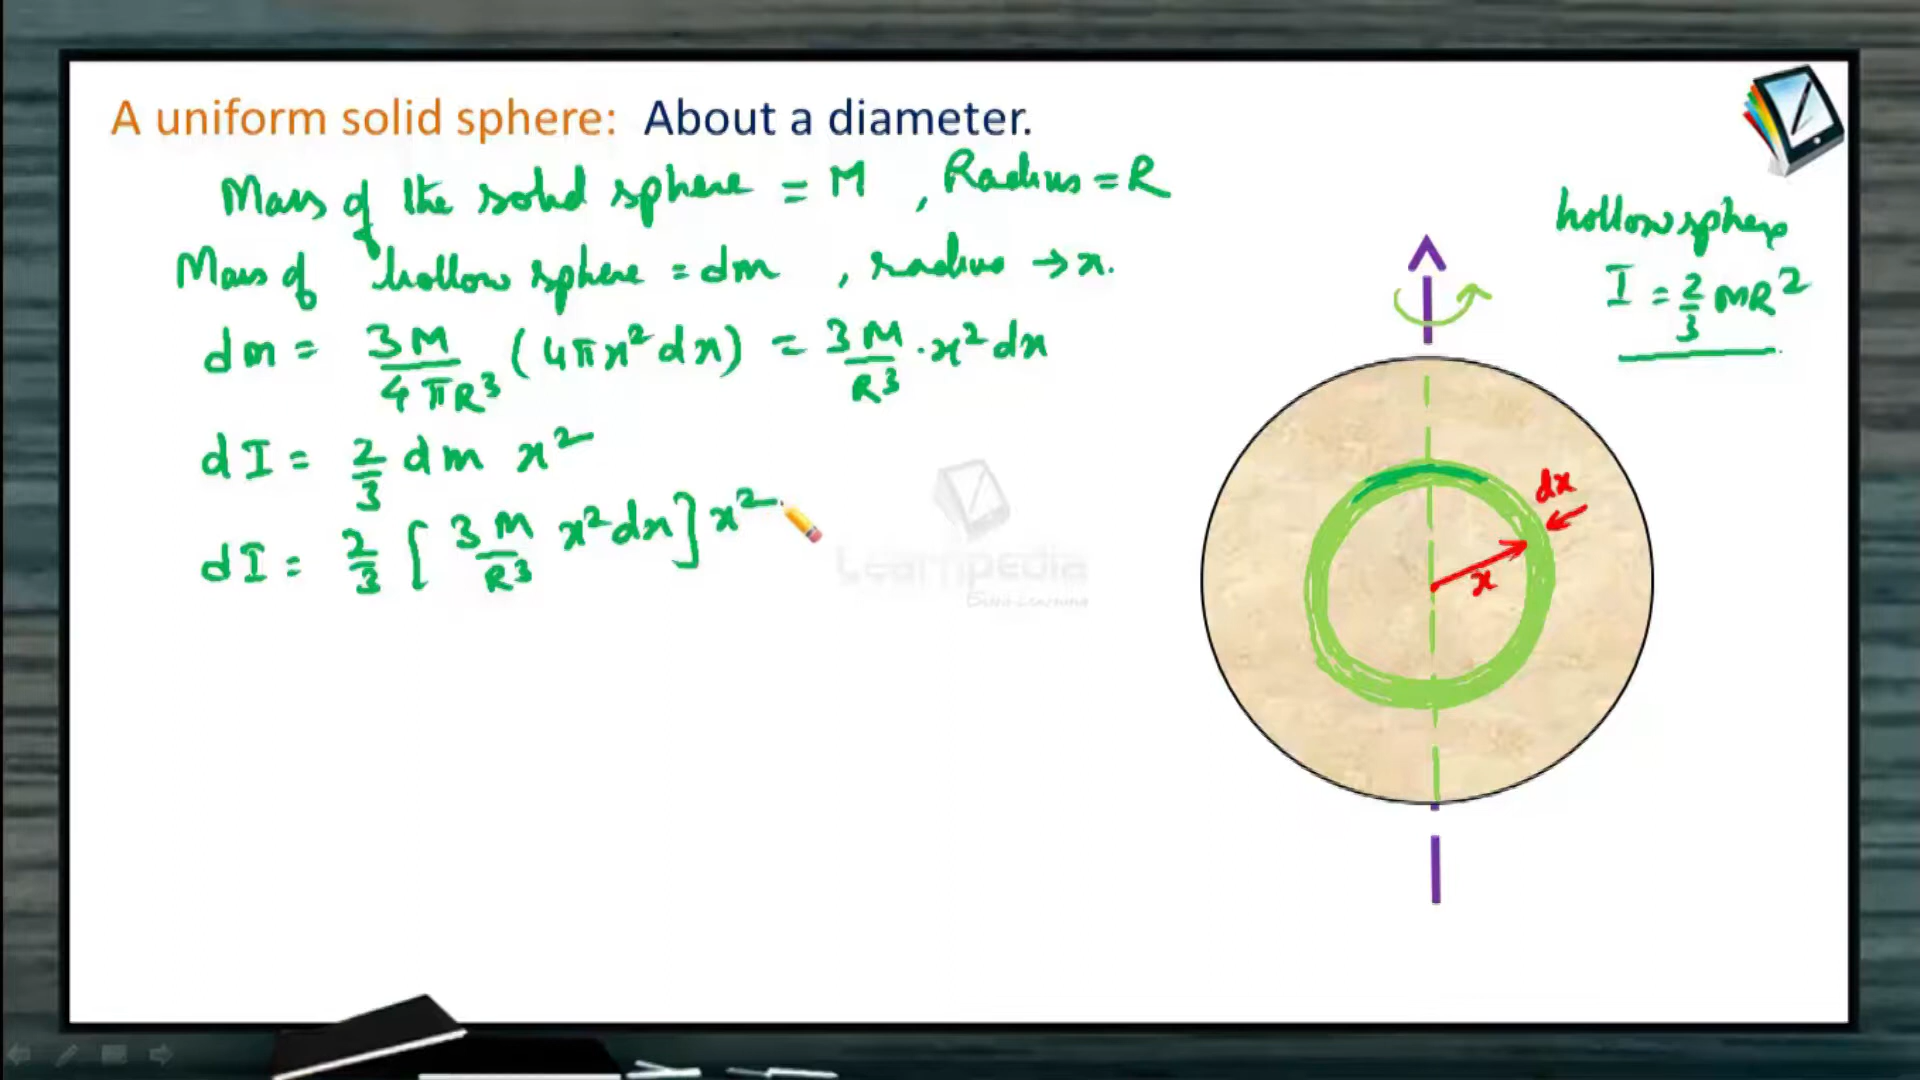 A uniform solid sphere: About a diameter.
Mass of the solid sphere = M , Radius = R
Mass of hollow sphere = dm , radius → x.
dm = 3M/4πR³ (4πx²dx) = 3M/R³ · x²dx
dI = 2/3 dm x²
dI = 2/3 [ 3M/R³ x²dx ] x²
hollow sphere
I = 2/3 MR²
dx
x
Learnpedia